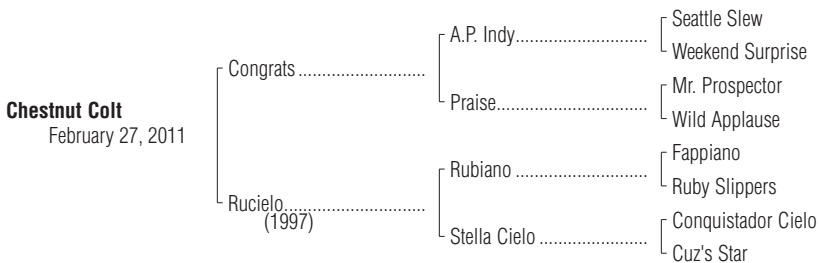 Seattle Slew
A.P. Indy..............................
Weekend Surprise
Congrats ..........................
Mr. Prospector
Praise..................................
Wild Applause
Chestnut Colt
February 27, 2011
Fappiano
Rubiano .............................
Ruby Slippers
Rucielo.............................
(1997)
Conquistador Cielo
Stella Cielo ........................
Cuz's Star